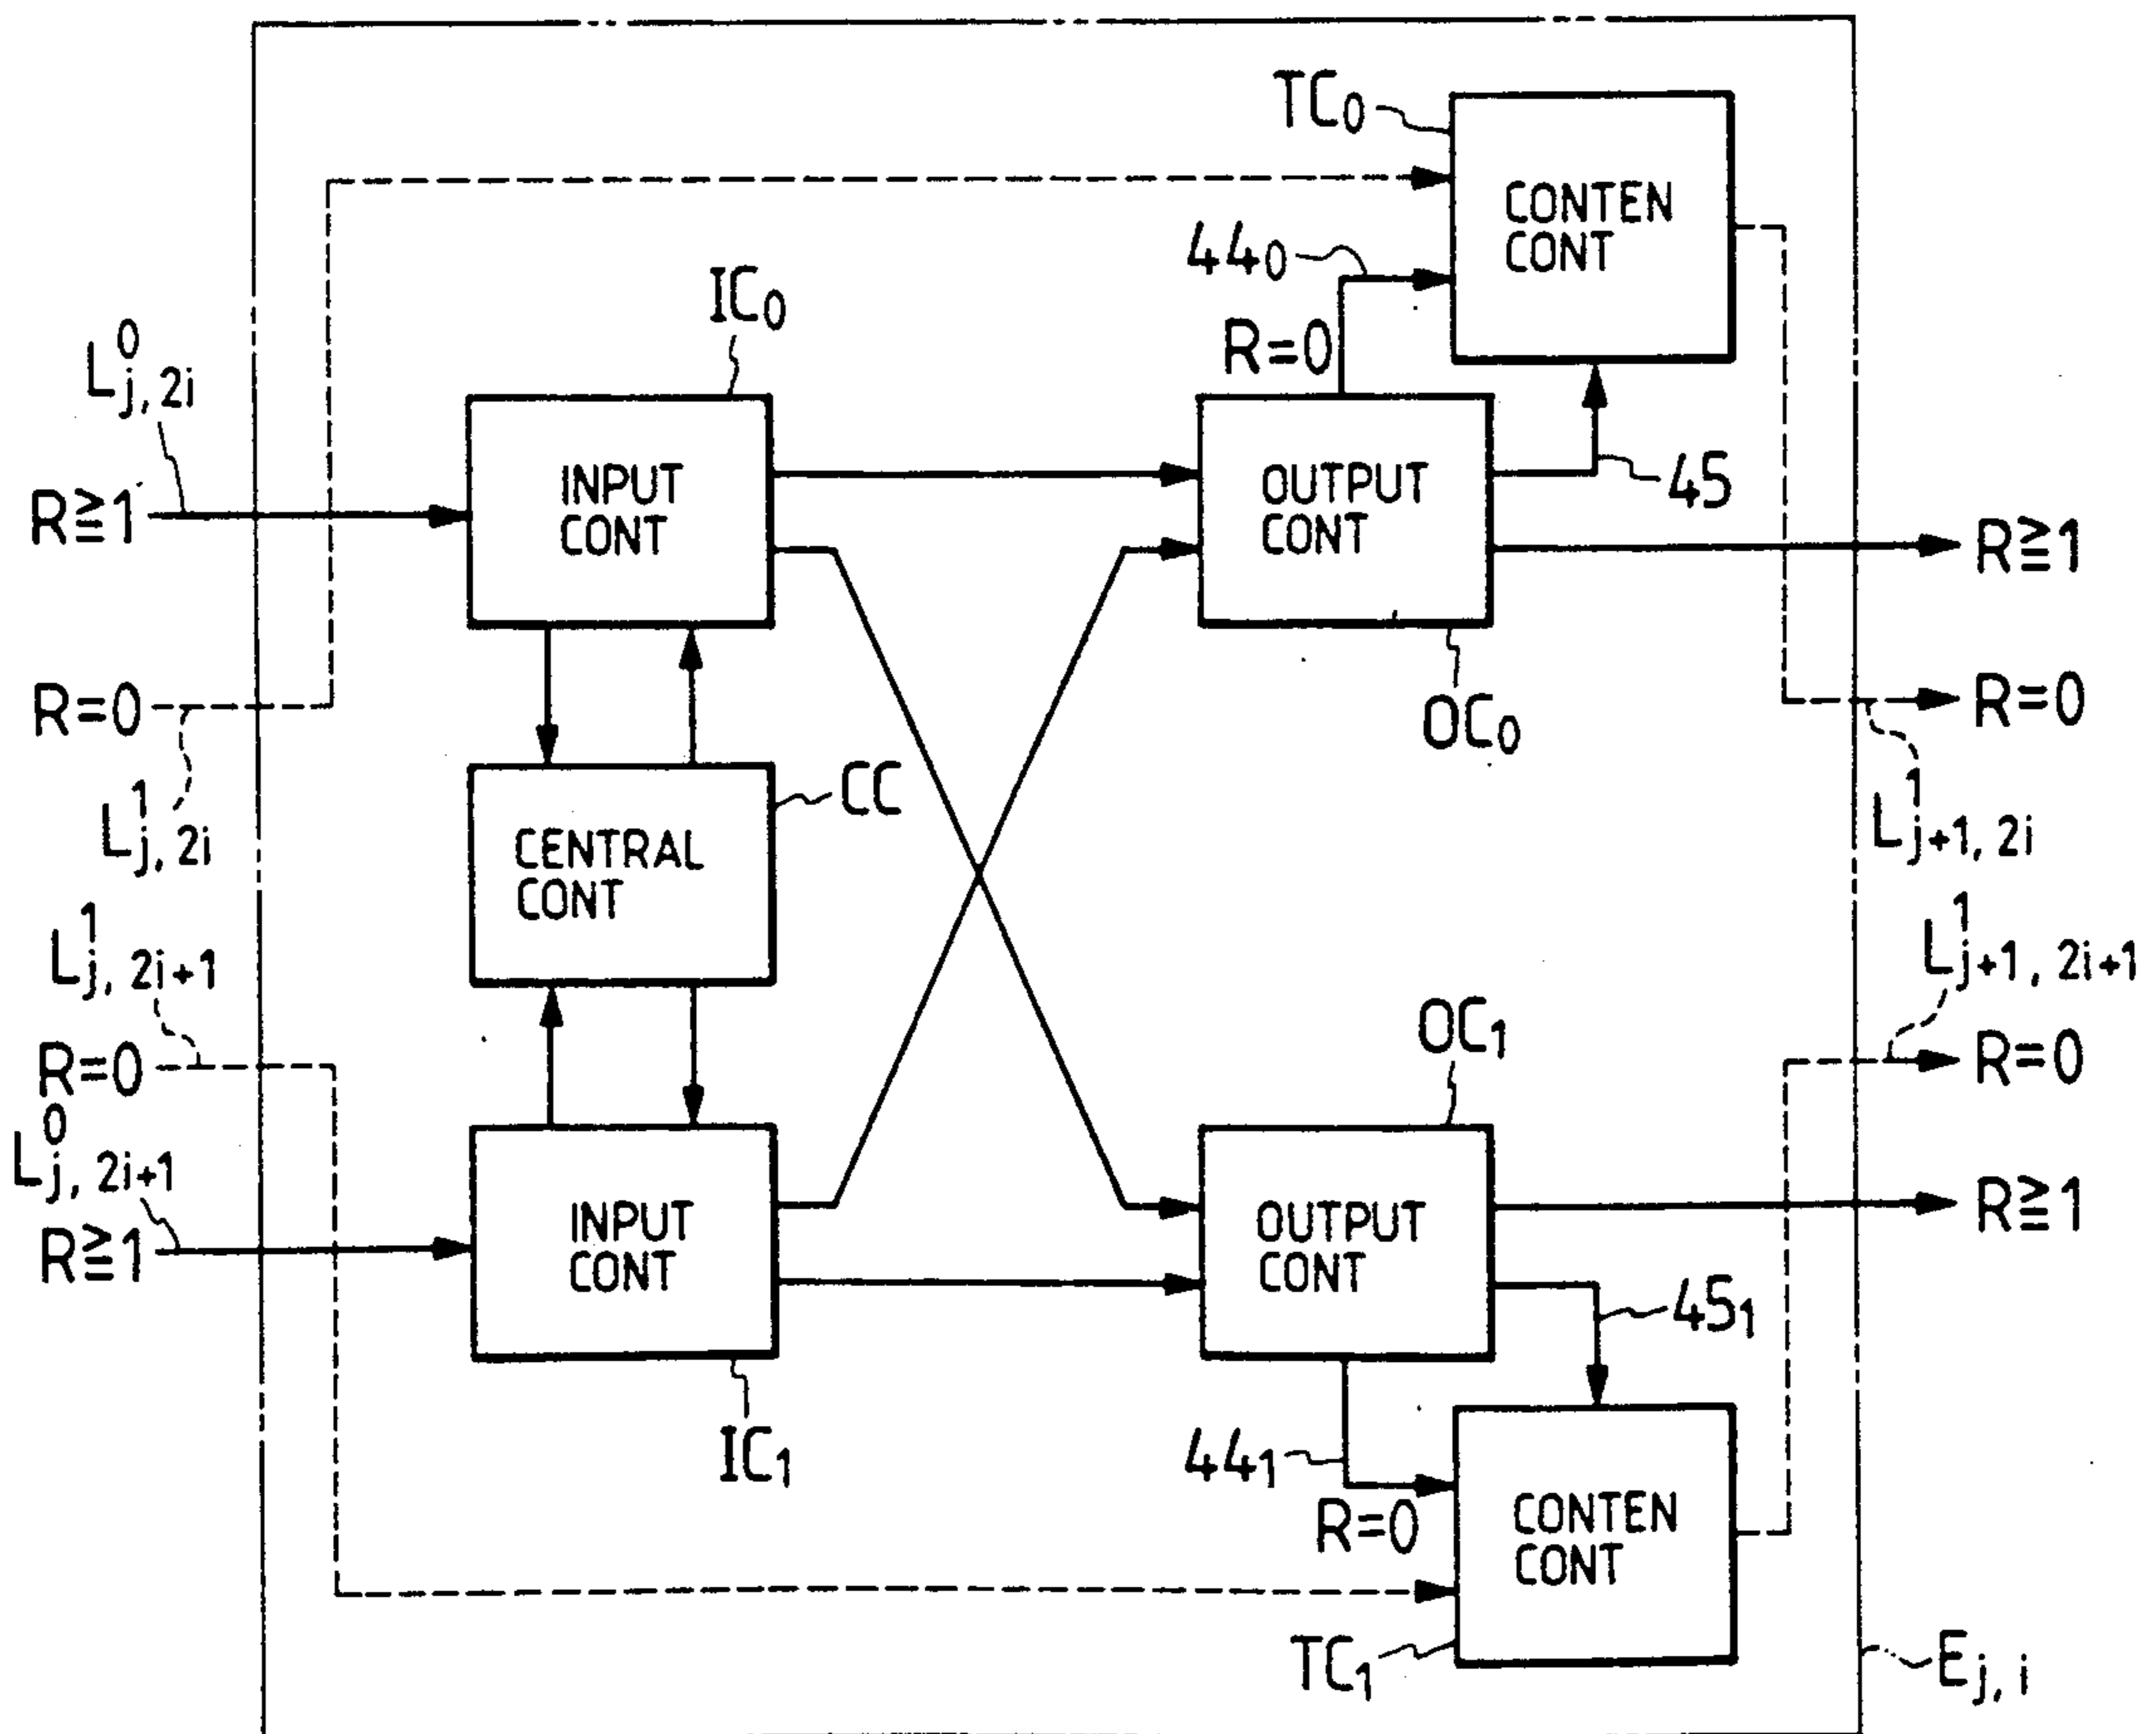 TC₀
CONTEN
CONT
44₀
R=0
IC₀
L⁰j, 2i
R≧1
INPUT
CONT
OUTPUT
CONT
45
R≧1
R=0
L¹j, 2i
OC₀
R=0
L¹j+1, 2i
CC
CENTRAL
CONT
L¹j, 2i+1
R=0
L¹j+1, 2i+1
R=0
OC₁
L⁰j, 2i+1
R≧1
INPUT
CONT
OUTPUT
CONT
R≧1
45₁
IC₁
44₁
R=0
CONTEN
CONT
TC₁
Ej, i